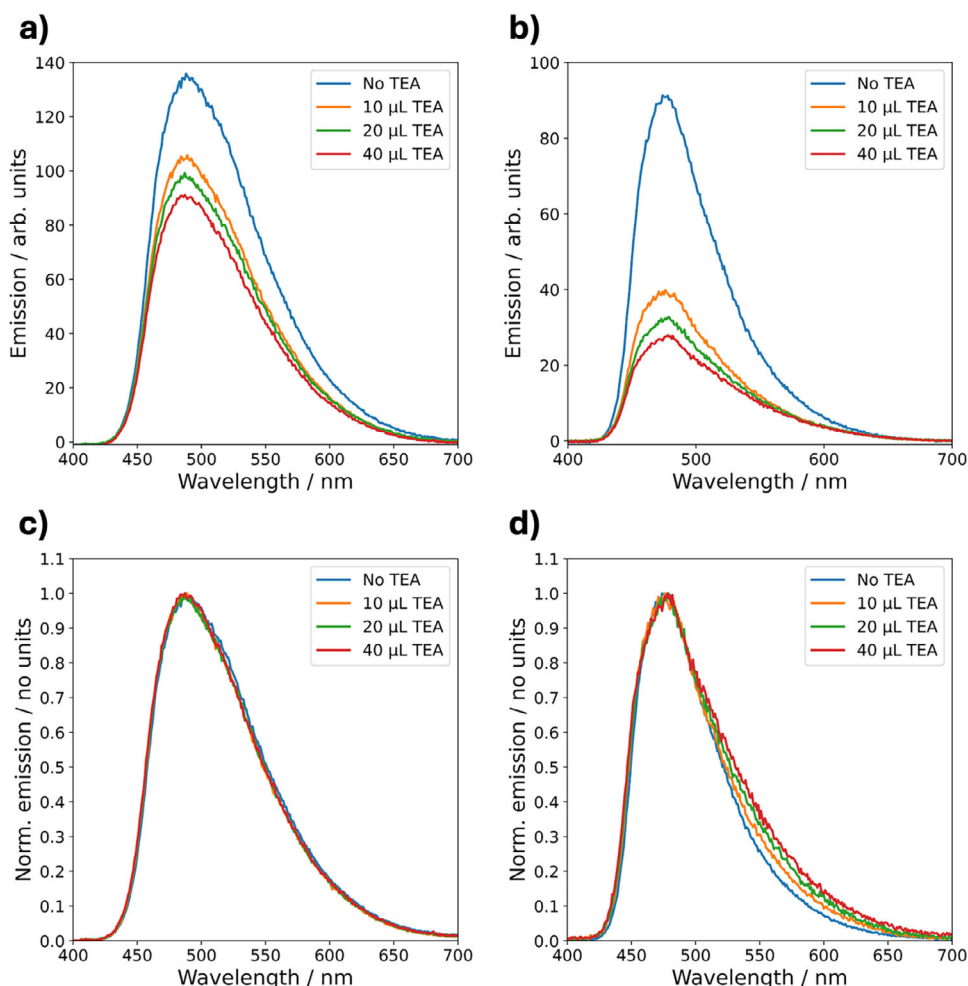 a)
140
120
100
80
60
40
20
0
Emission / arb. units
400 450 500 550 600 650 700
Wavelength / nm
No TEA
10 μL TEA
20 μL TEA
40 μL TEA
b)
100
80
60
40
20
0
Emission / arb. units
400 500 600 700
Wavelength / nm
No TEA
10 μL TEA
20 μL TEA
40 μL TEA
c)
1.1
1.0
0.9
0.8
0.7
0.6
0.5
0.4
0.3
0.2
0.1
0.0
Norm. emission / no units
400 450 500 550 600 650 700
Wavelength / nm
No TEA
10 μL TEA
20 μL TEA
40 μL TEA
d)
1.1
1.0
0.9
0.8
0.7
0.6
0.5
0.4
0.3
0.2
0.1
0.0
Norm. emission / no units
400 450 500 550 600 650 700
Wavelength / nm
No TEA
10 μL TEA
20 μL TEA
40 μL TEA